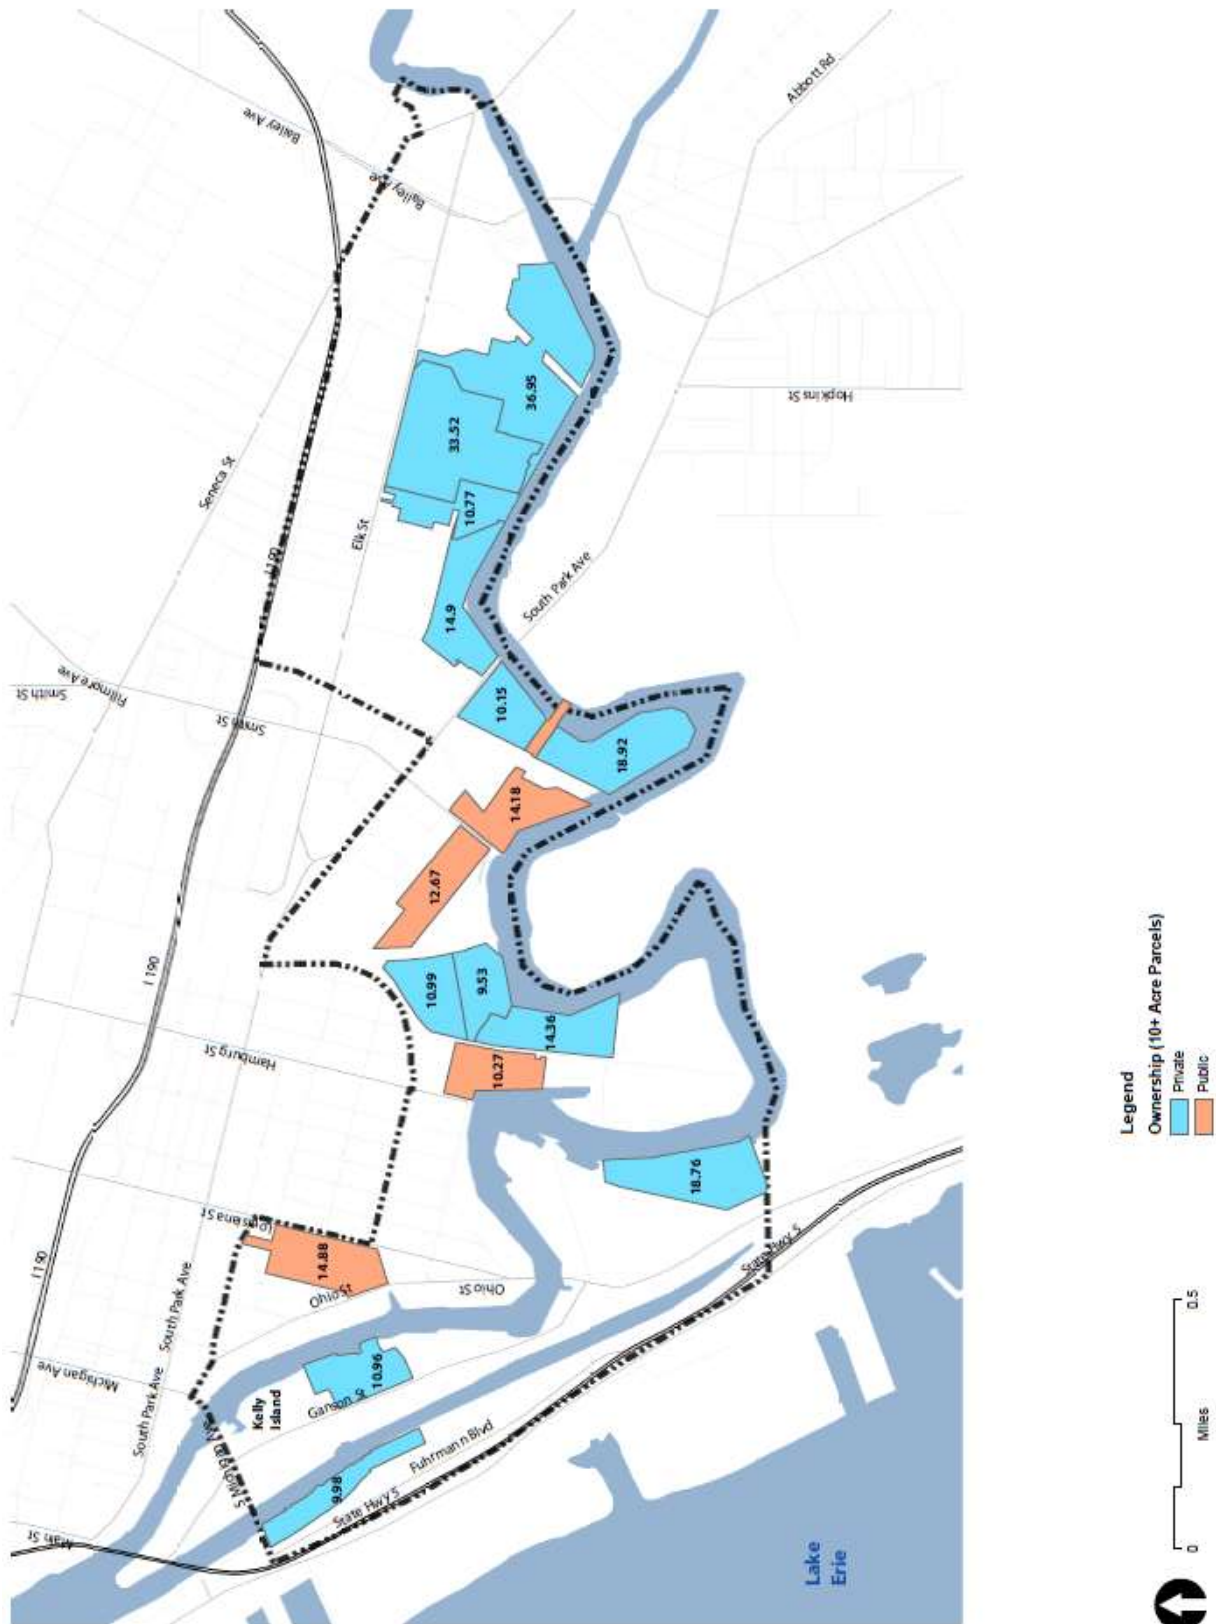 Main St
South Park Ave
South Park Ave
Michigan Ave
S Michigan Ave
I 190
Louisiana St
Hamburg St
I 190
Smith St
Fillmore Ave
Smith St
I 190
Seneca St
Elk St
Bailey Ave
Bailey Ave
Abbott Rd
Hopkins St
South Park Ave
Kelly
Island
Ganson St
Ohio St
Ohio St
Fuhrmann Blvd
State Hwy 5
State Hwy 5
9.98
10.96
14.88
18.76
10.27
14.36
10.99
9.53
12.67
14.18
18.92
10.15
14.9
10.77
33.52
36.95
Lake
Erie
0
0.5
Miles
Legend
Ownership (10+ Acre Parcels)
Private
Public